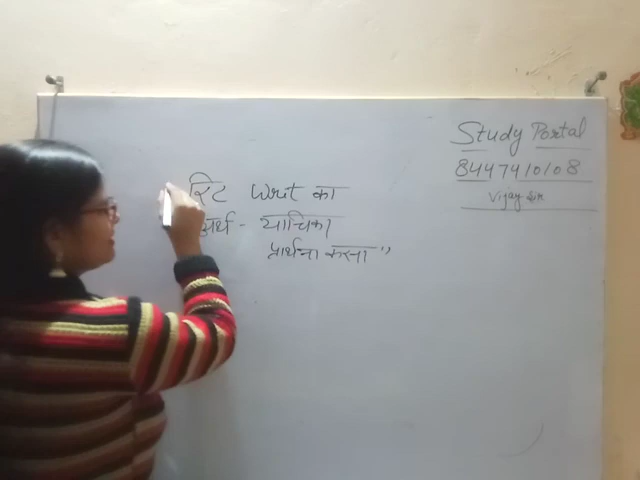 Study Portal
8447410108
Vijay Sir
रिट Writ का
अर्थ - याचिका
प्रार्थना करना"